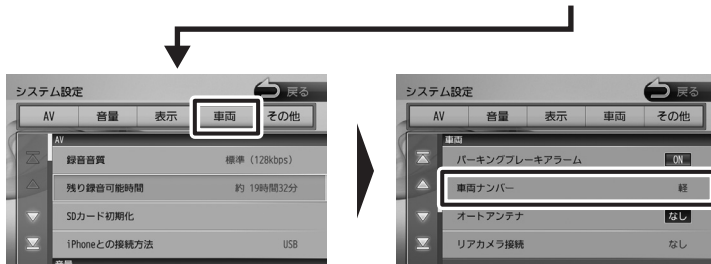 システム設定
戻る
AV 音量 表示 車両 その他
AV
録音音質 標準 (128kbps)
残り録音可能時間 約 19時間32分
SDカード初期化
iPhoneとの接続方法 USB
音量
システム設定
戻る
AV 音量 表示 車両 その他
車両
パーキングブレーキアラーム ON
車両ナンバー 軽
オートアンテナ なし
リアカメラ接続 なし